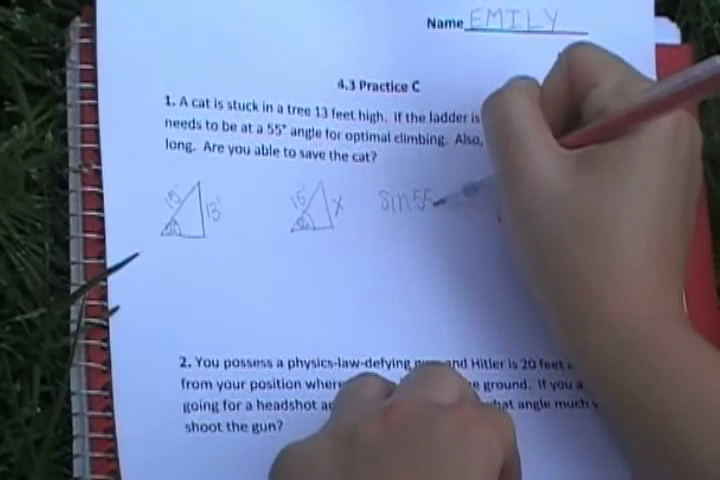 Name EMILY
4.3 Practice C
1. A cat is stuck in a tree 13 feet high. If the ladder is
needs to be at a 55° angle for optimal climbing. Also,
long. Are you able to save the cat?
15' 13' 15' x sin 55
2. You possess a physics-law-defying and Hitler is 20 feet
from your position where ground. If you
going for a headshot what angle much
shoot the gun?